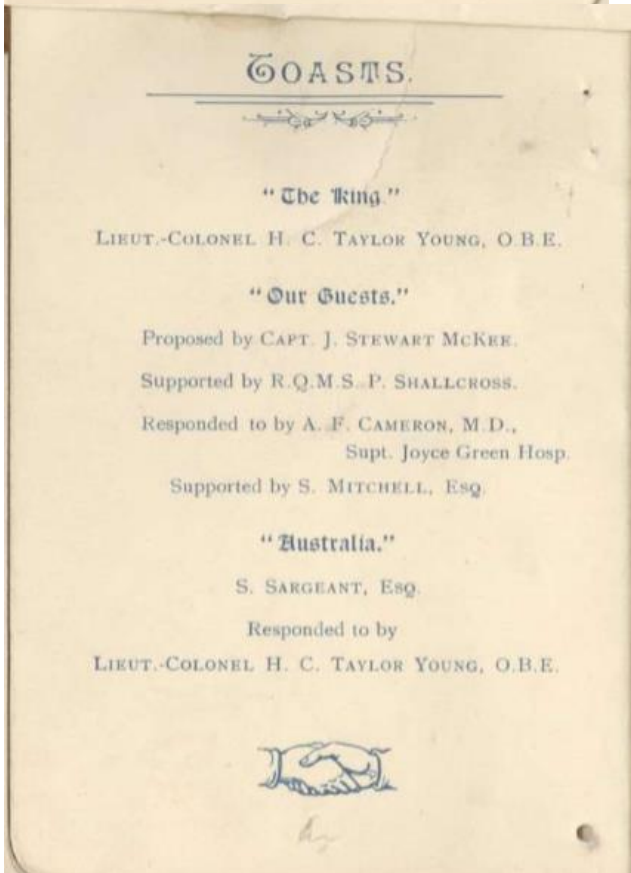 TOASTS.
"The King."
LIEUT.-COLONEL H. C. TAYLOR YOUNG, O.B.E.
"Our Guests."
Proposed by CAPT. J. STEWART MCKEE.
Supported by R.Q.M.S. P. SHALLCROSS.
Responded to by A. F. CAMERON, M.D.,
Supt. Joyce Green Hosp.
Supported by S. MITCHELL, ESQ.
"Australia."
S. SARGEANT, ESQ.
Responded to by
LIEUT.-COLONEL H. C. TAYLOR YOUNG, O.B.E.